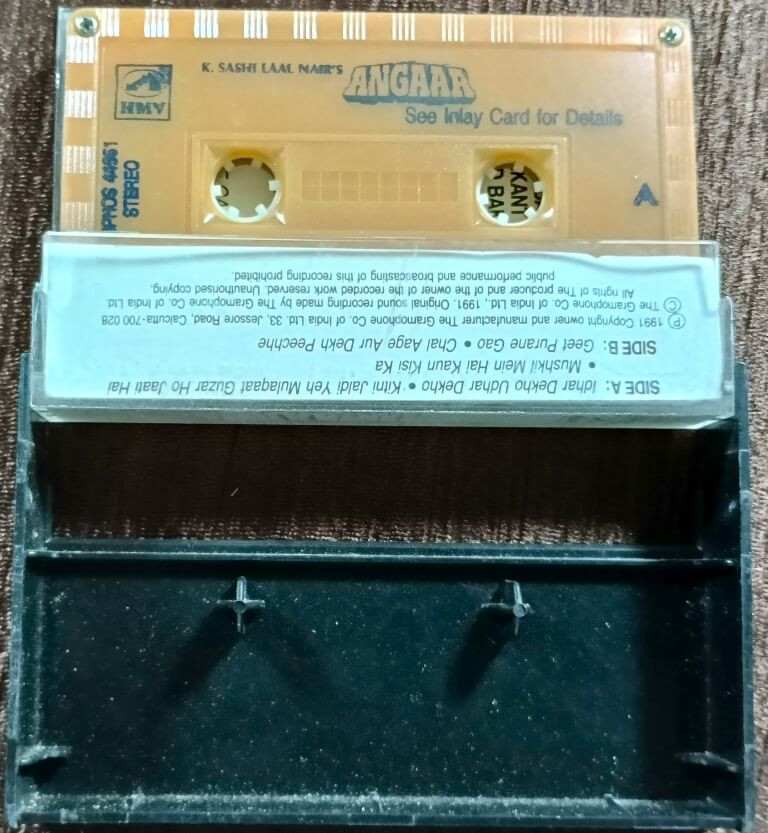 K. SASHI LAAL NAIR'S
ANGAAR
See Inlay Card for Details
HMV
STEREO
A
KANT
BAP
SIDE A: Idhar Dekho Udhar Dekho • Kitni Jaldi Yeh Mulaqaat Guzar Ho Jaati Hai
• Mushkil Mein Hai Kaun Kisi Ka
SIDE B: Geet Purane Gao • Chal Aage Aur Dekh Peechhe
Ⓟ 1991 Copyright owner and manufacturer The Gramophone Co. of India Ltd. 33, Jessore Road, Calcutta-700 028
Ⓒ The Gramophone Co. of India Ltd., 1991. Original sound recording made by The Gramophone Co. of India Ltd.
All rights of The producer and of the owner of the recorded work reserved. Unauthorised copying,
public performance and broadcasting of this recording prohibited.